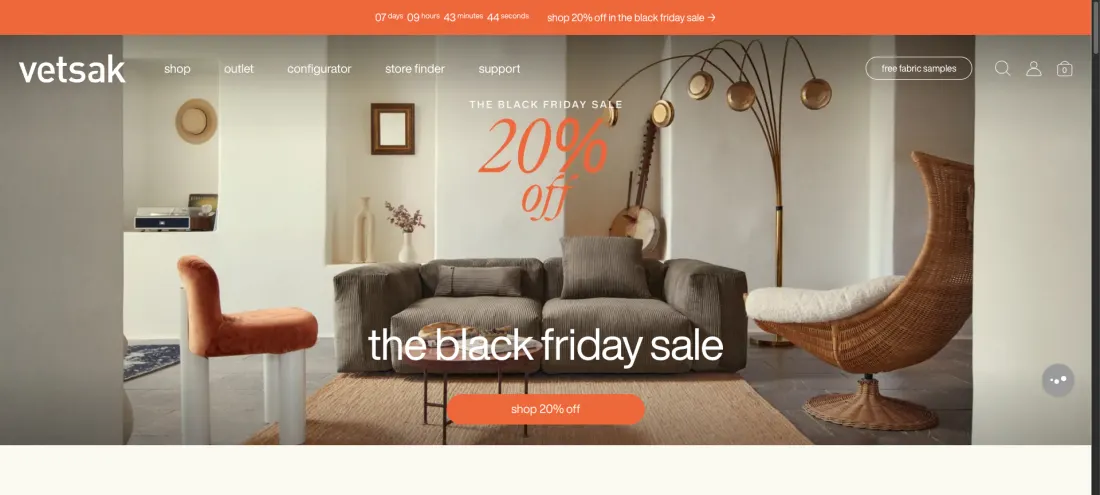 07 days 09 hours 43 minutes 44 seconds shop 20% off in the black friday sale →
vetsak shop outlet configurator store finder support free fabric samples 0
THE BLACK FRIDAY SALE
20%
off
the black friday sale
shop 20% off